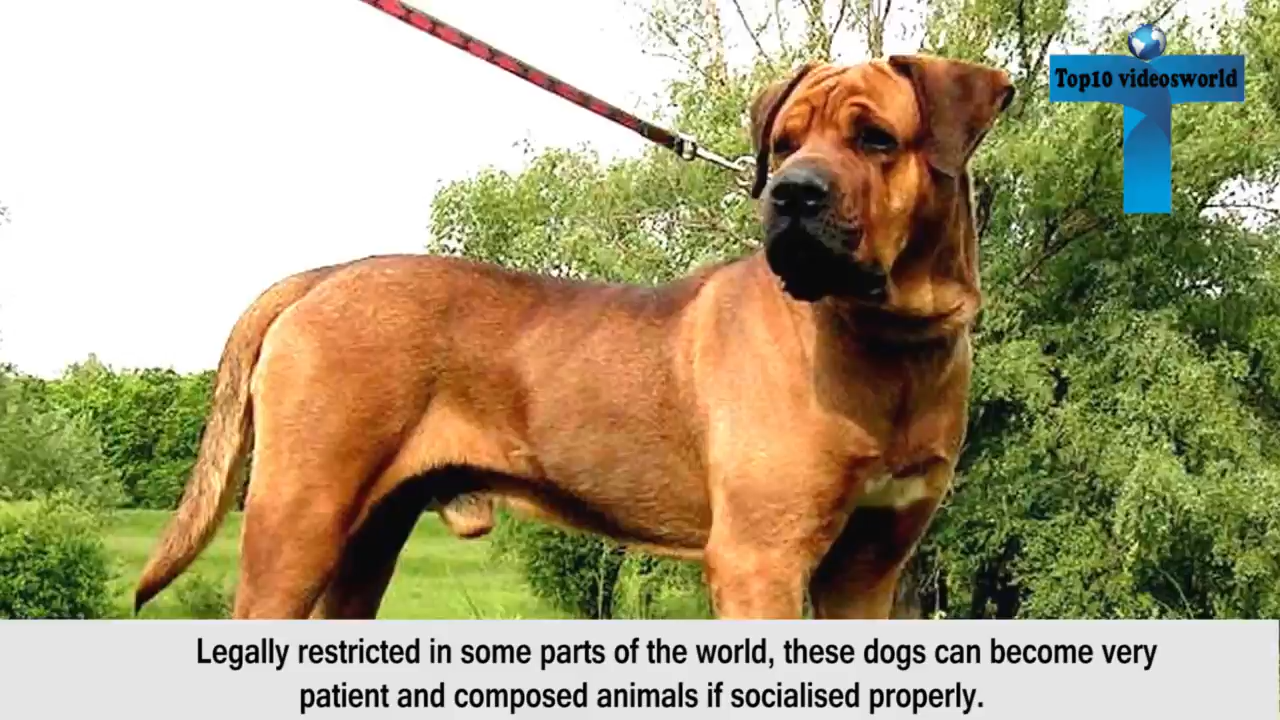 Top10 videosworld
Legally restricted in some parts of the world, these dogs can become very
patient and composed animals if socialised properly.